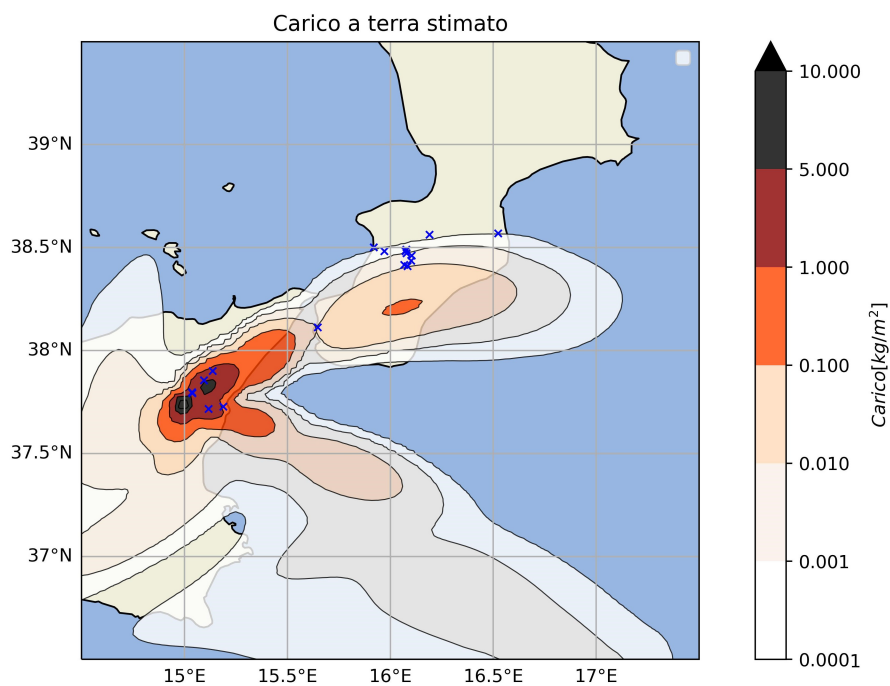 Carico a terra stimato
39°N
38.5°N
38°N
37.5°N
37°N
15°E
15.5°E
16°E
16.5°E
17°E
10.000
5.000
1.000
0.100
0.010
0.001
0.0001
Carico[kg/m²]